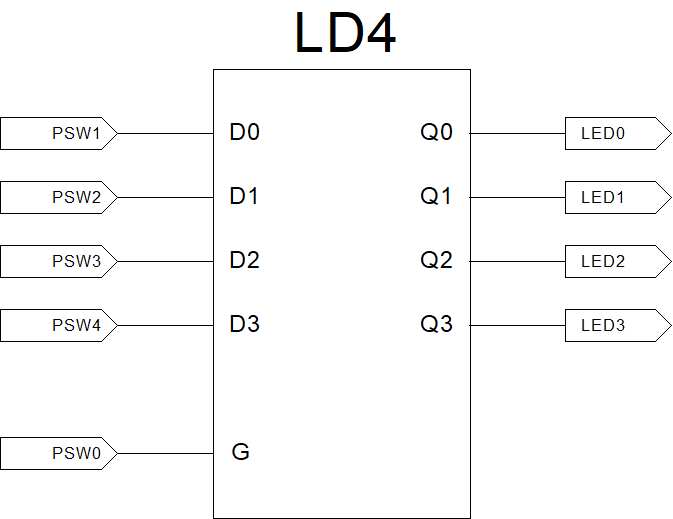 LD4
PSW1 D0 Q0 LED0
PSW2 D1 Q1 LED1
PSW3 D2 Q2 LED2
PSW4 D3 Q3 LED3
PSW0 G